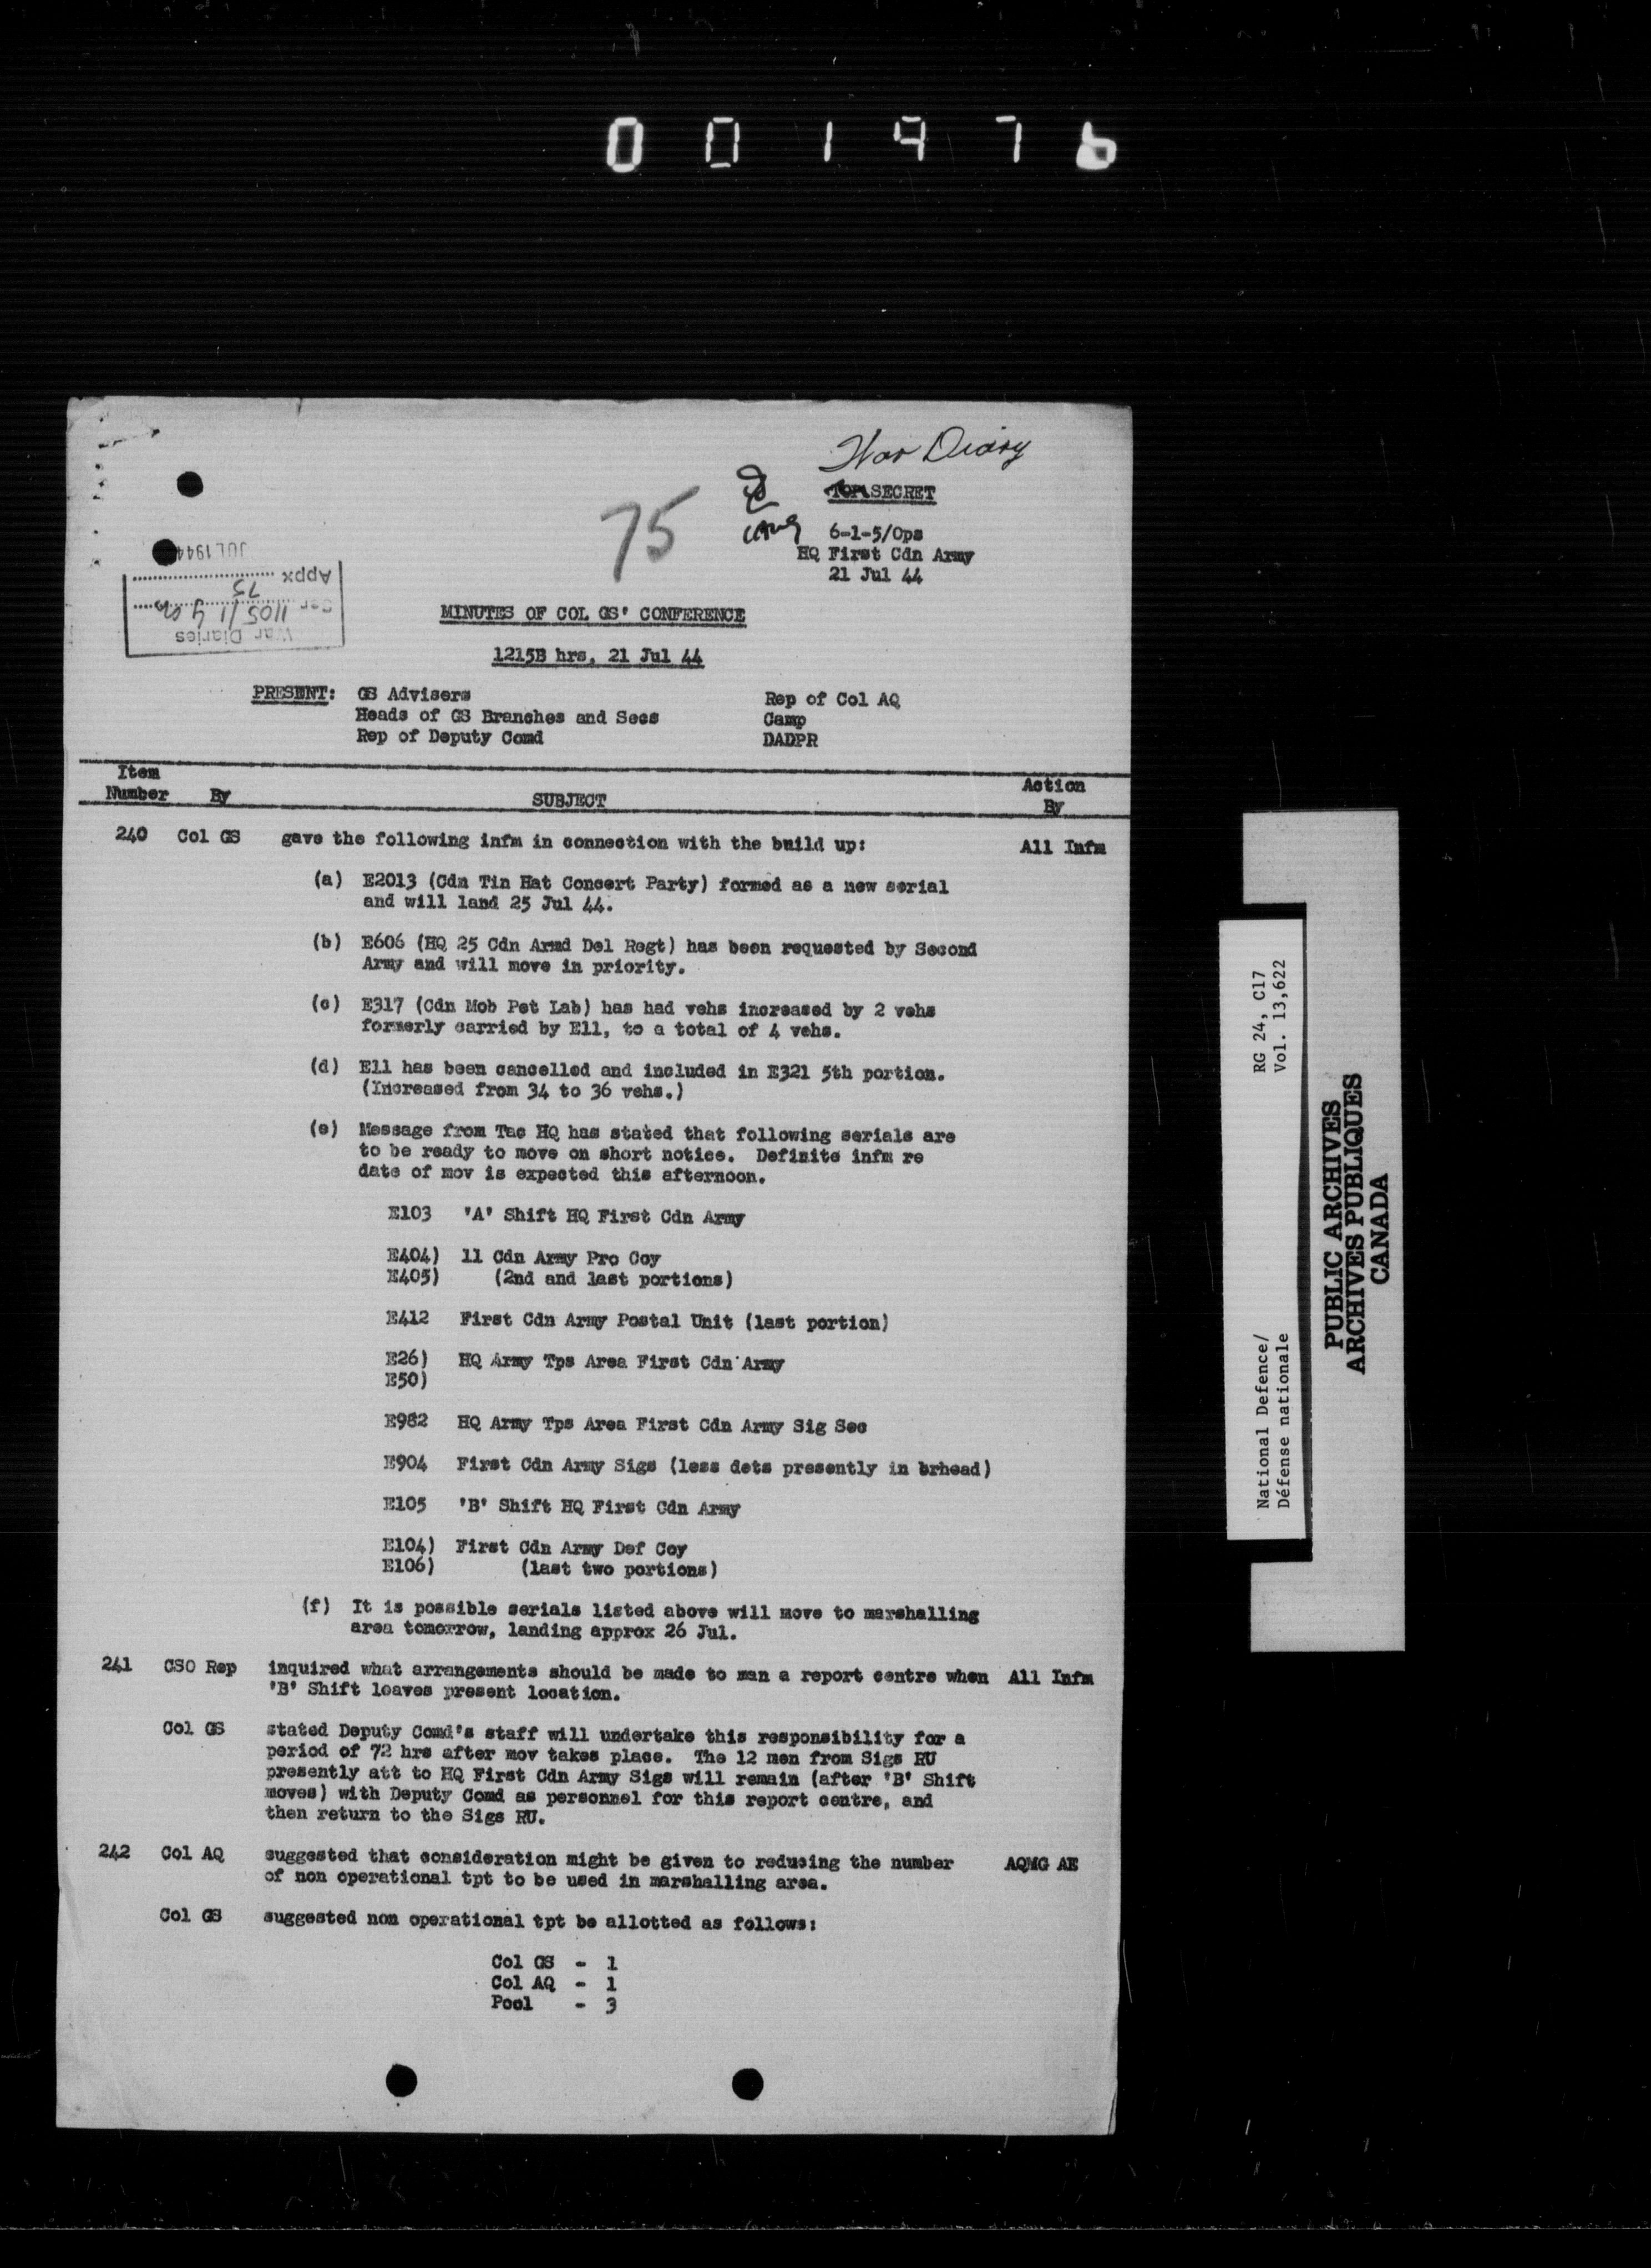 001976
War Diary
TOP SECRET
75
6-1-5/Ops
HQ First Cdn Army
21 Jul 44
JUL 1944
Appx 75
Ser 1105/1
War Diaries
MINUTES OF COL GS' CONFERENCE
1215B hrs, 21 Jul 44
PRESENT: GS Advisers Rep of Col AQ
Heads of GS Branches and Secs Camp
Rep of Deputy Comd DADPR
Item Number By SUBJECT Action By
240 Col GS gave the following infm in connection with the build up: All Infm
(a) E2013 (Cdn Tin Hat Concert Party) formed as a new serial
and will land 25 Jul 44.
(b) E606 (HQ 25 Cdn Armd Del Regt) has been requested by Second
Army and will move in priority.
(c) E317 (Cdn Mob Pet Lab) has had vehs increased by 2 vehs
formerly carried by E11, to a total of 4 vehs.
(d) E11 has been cancelled and included in E321 5th portion.
(Increased from 34 to 36 vehs.)
(e) Message from Tac HQ has stated that following serials are
to be ready to move on short notice. Definite infm re
date of mov is expected this afternoon.
E103 'A' Shift HQ First Cdn Army
E404) 11 Cdn Army Pro Coy
E405) (2nd and last portions)
E412 First Cdn Army Postal Unit (last portion)
E26) HQ Army Tps Area First Cdn Army
E50)
E982 HQ Army Tps Area First Cdn Army Sig Sec
E904 First Cdn Army Sigs (less dets presently in brhead)
E105 'B' Shift HQ First Cdn Army
E104) First Cdn Army Def Coy
E106) (last two portions)
(f) It is possible serials listed above will move to marshalling
area tomorrow, landing approx 26 Jul.
241 CSO Rep inquired what arrangements should be made to man a report centre when All Infm
'B' Shift leaves present location.
Col GS stated Deputy Comd's staff will undertake this responsibility for a
period of 72 hrs after mov takes place. The 12 men from Sigs RU
presently att to HQ First Cdn Army Sigs will remain (after 'B' Shift
moves) with Deputy Comd as personnel for this report centre, and
then return to the Sigs RU.
242 Col AQ suggested that consideration might be given to reducing the number AQMG AE
of non operational tpt to be used in marshalling area.
Col GS suggested non operational tpt be allotted as follows:
Col GS - 1
Col AQ - 1
Pool - 3
National Defence/ RG 24, C17
Défense nationale Vol. 13,622
PUBLIC ARCHIVES
ARCHIVES PUBLIQUES
CANADA